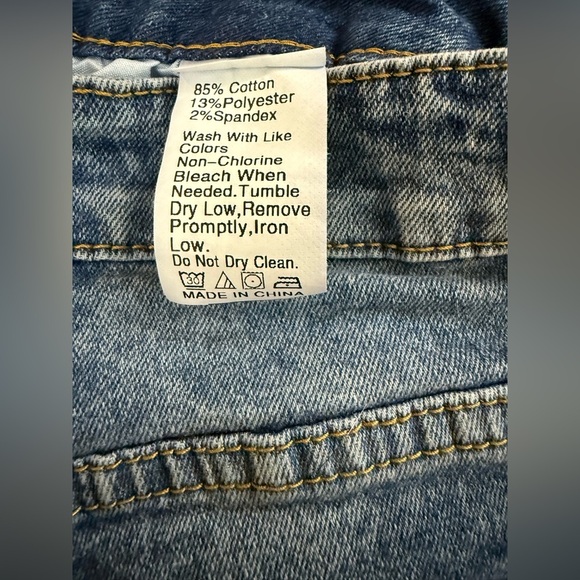 85% Cotton
13%Polyester
2%Spandex
Wash With Like
Colors
Non-Chlorine
Bleach When
Needed.Tumble
Dry Low,Remove
Promptly,Iron
Low.
Do Not Dry Clean.
30
MADE IN CHINA